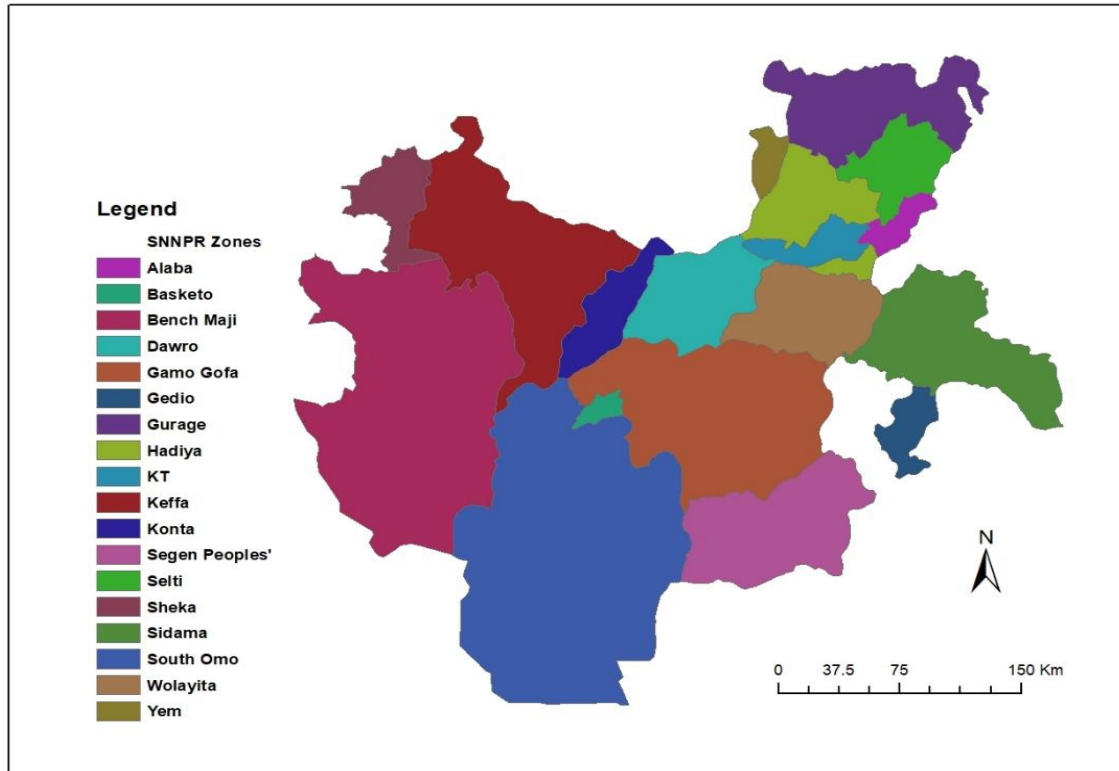 Legend
SNNPR Zones
Alaba
Basketo
Bench Maji
Dawro
Gamo Gofa
Gedio
Gurage
Hadiya
KT
Keffa
Konta
Segen Peoples'
Selti
Sheka
Sidama
South Omo
Wolayita
Yem
N
0 37.5 75 150 Km